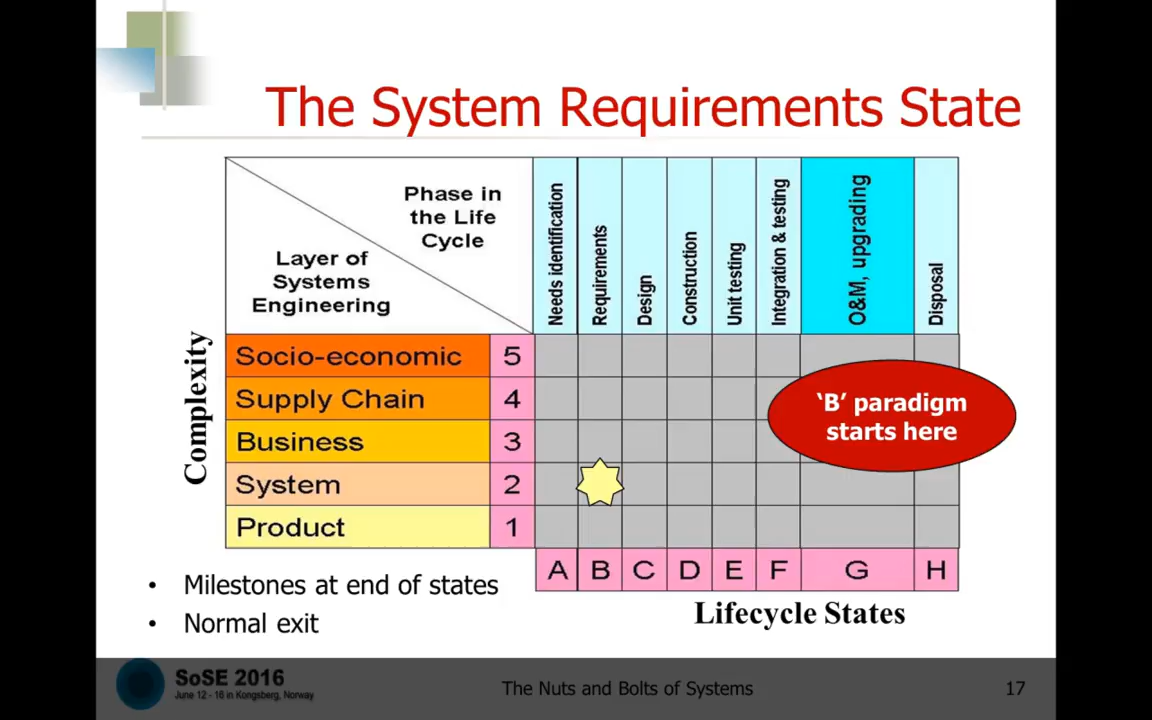 The System Requirements State
Phase in
the Life
Cycle
Layer of
Systems
Engineering
Needs identification
Requirements
Design
Construction
Unit testing
Integration & testing
O&M, upgrading
Disposal
Complexity
Socio-economic 5
Supply Chain 4
Business 3
System 2
Product 1
‘B’ paradigm
starts here
A B C D E F G H
Lifecycle States
• Milestones at end of states
• Normal exit
SoSE 2016
June 12 - 16 in Kongsberg, Norway
The Nuts and Bolts of Systems
17